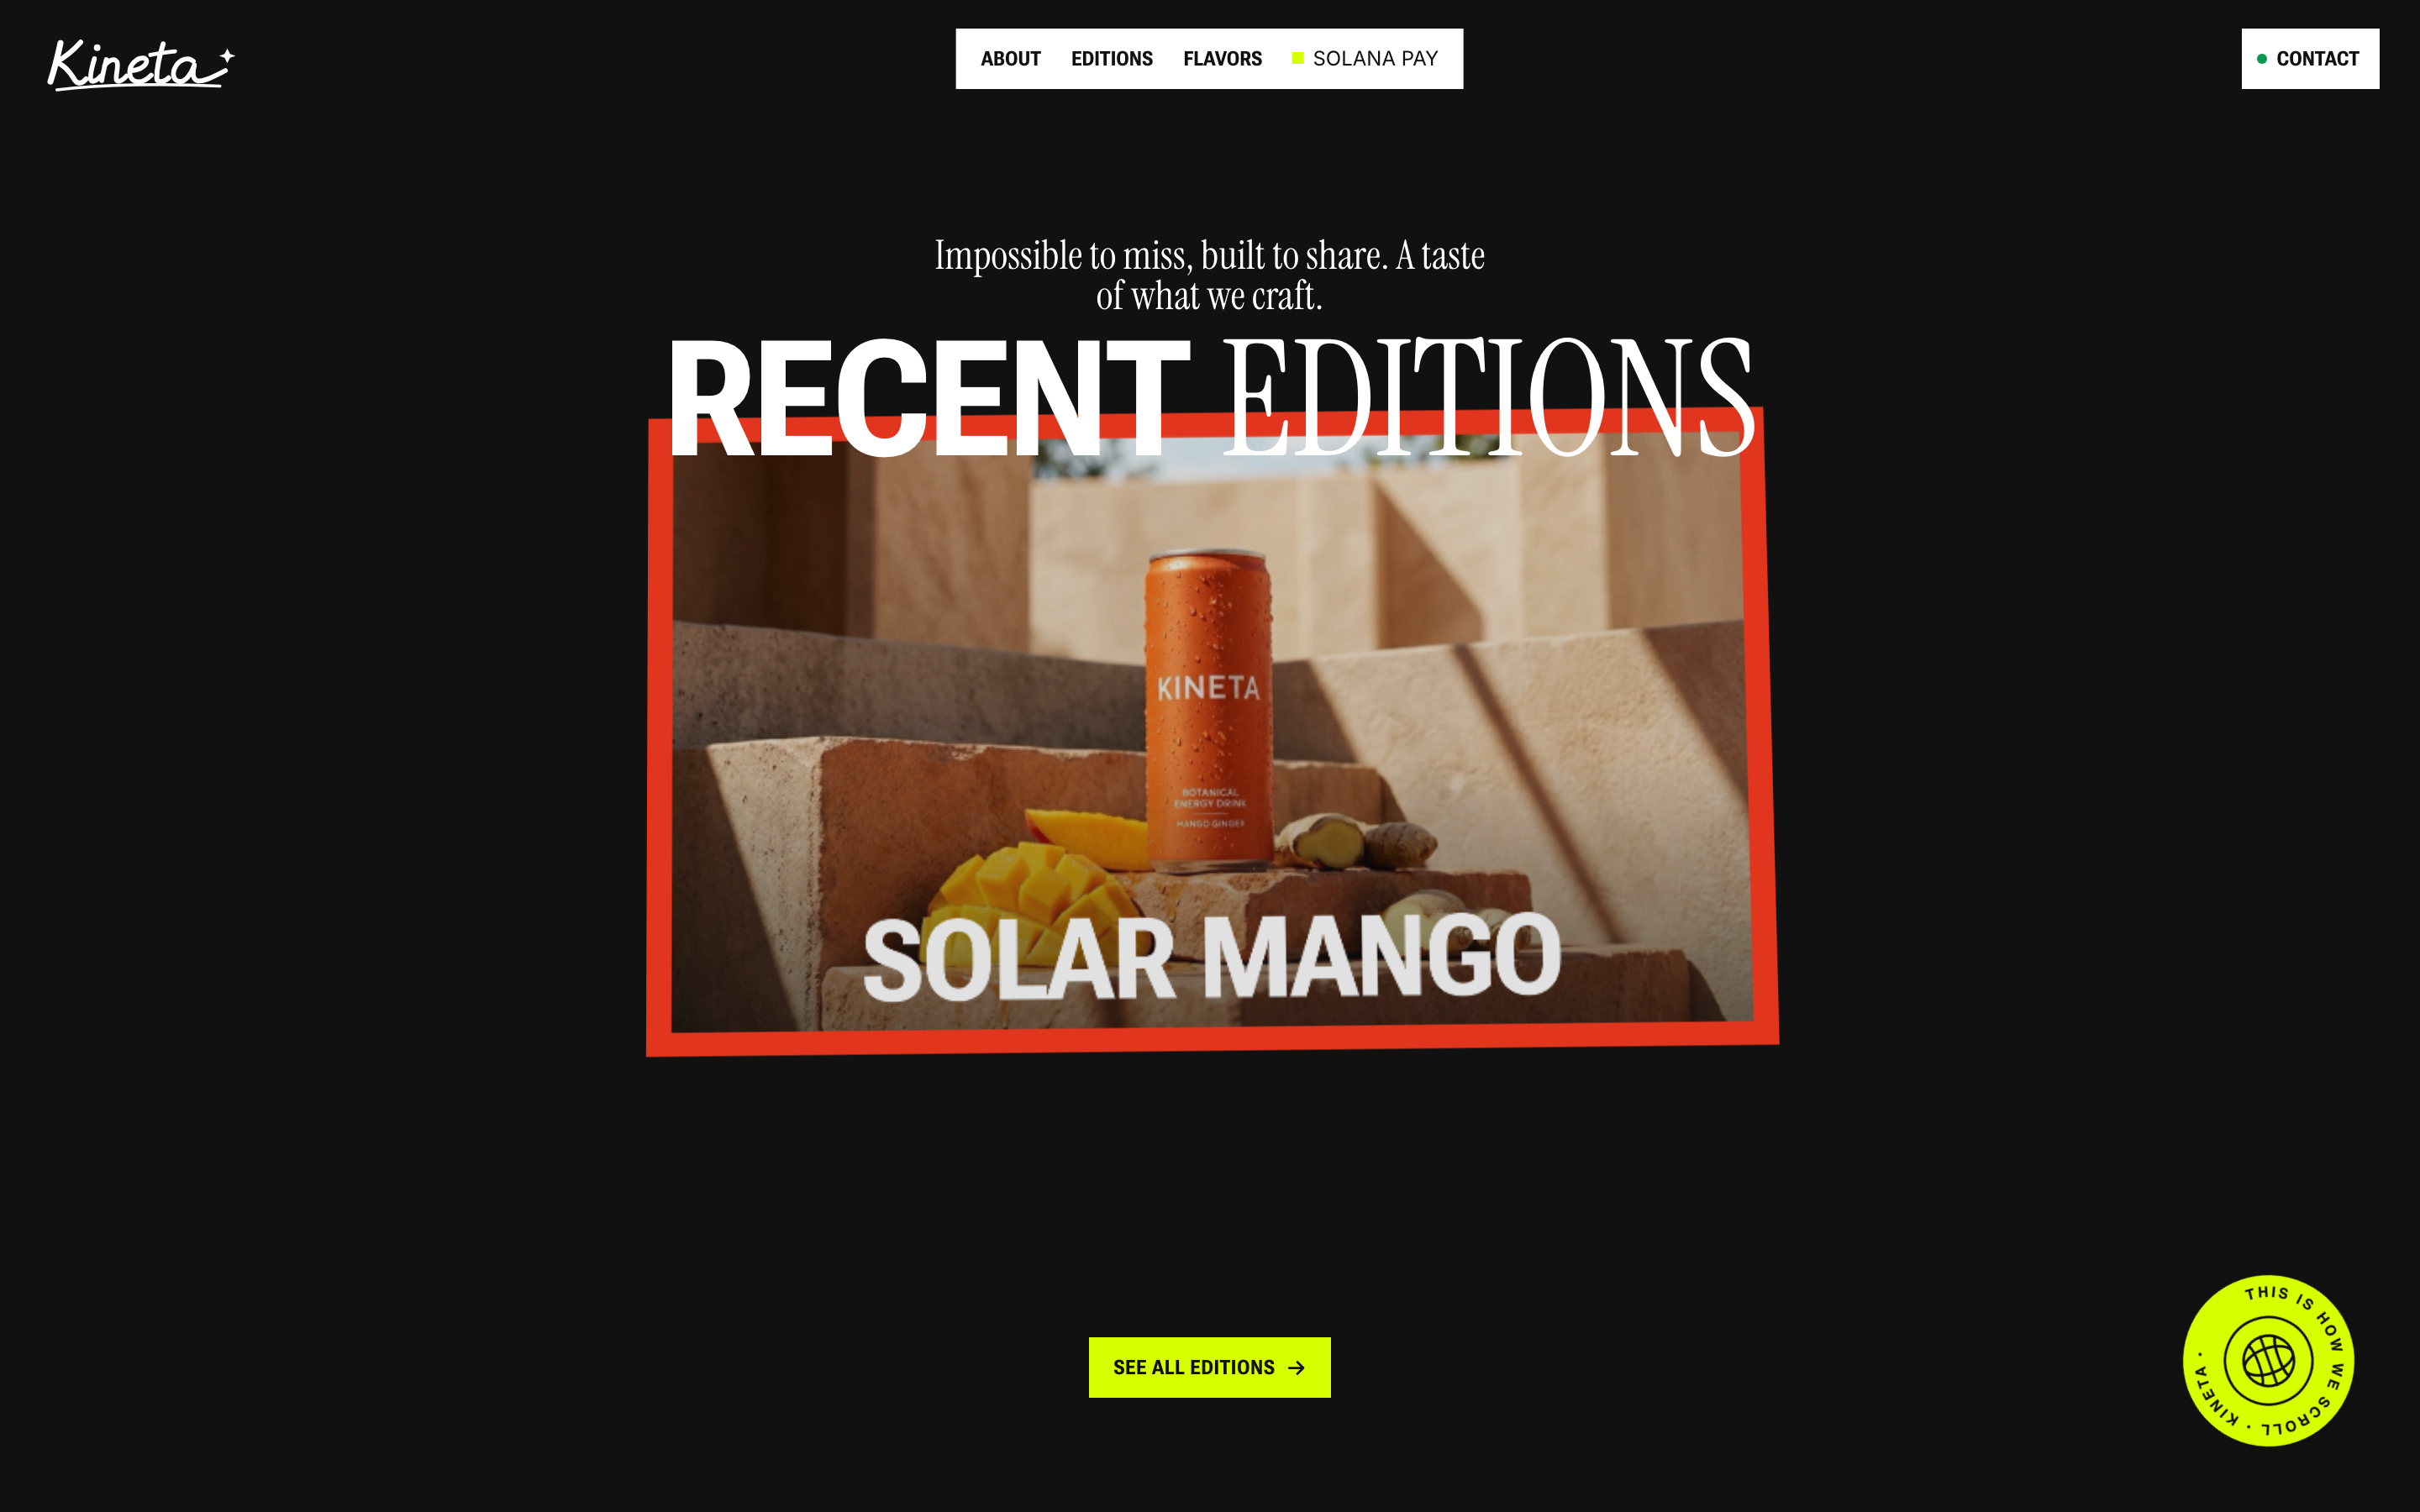 Kineta
ABOUT EDITIONS FLAVORS SOLANA PAY
CONTACT
Impossible to miss, built to share. A taste
of what we craft.
RECENT EDITIONS
KINETA
BOTANICAL
ENERGY DRINK
MANGO GINGER
SOLAR MANGO
SEE ALL EDITIONS →
THIS IS HOW WE SCROLL • KINETA •